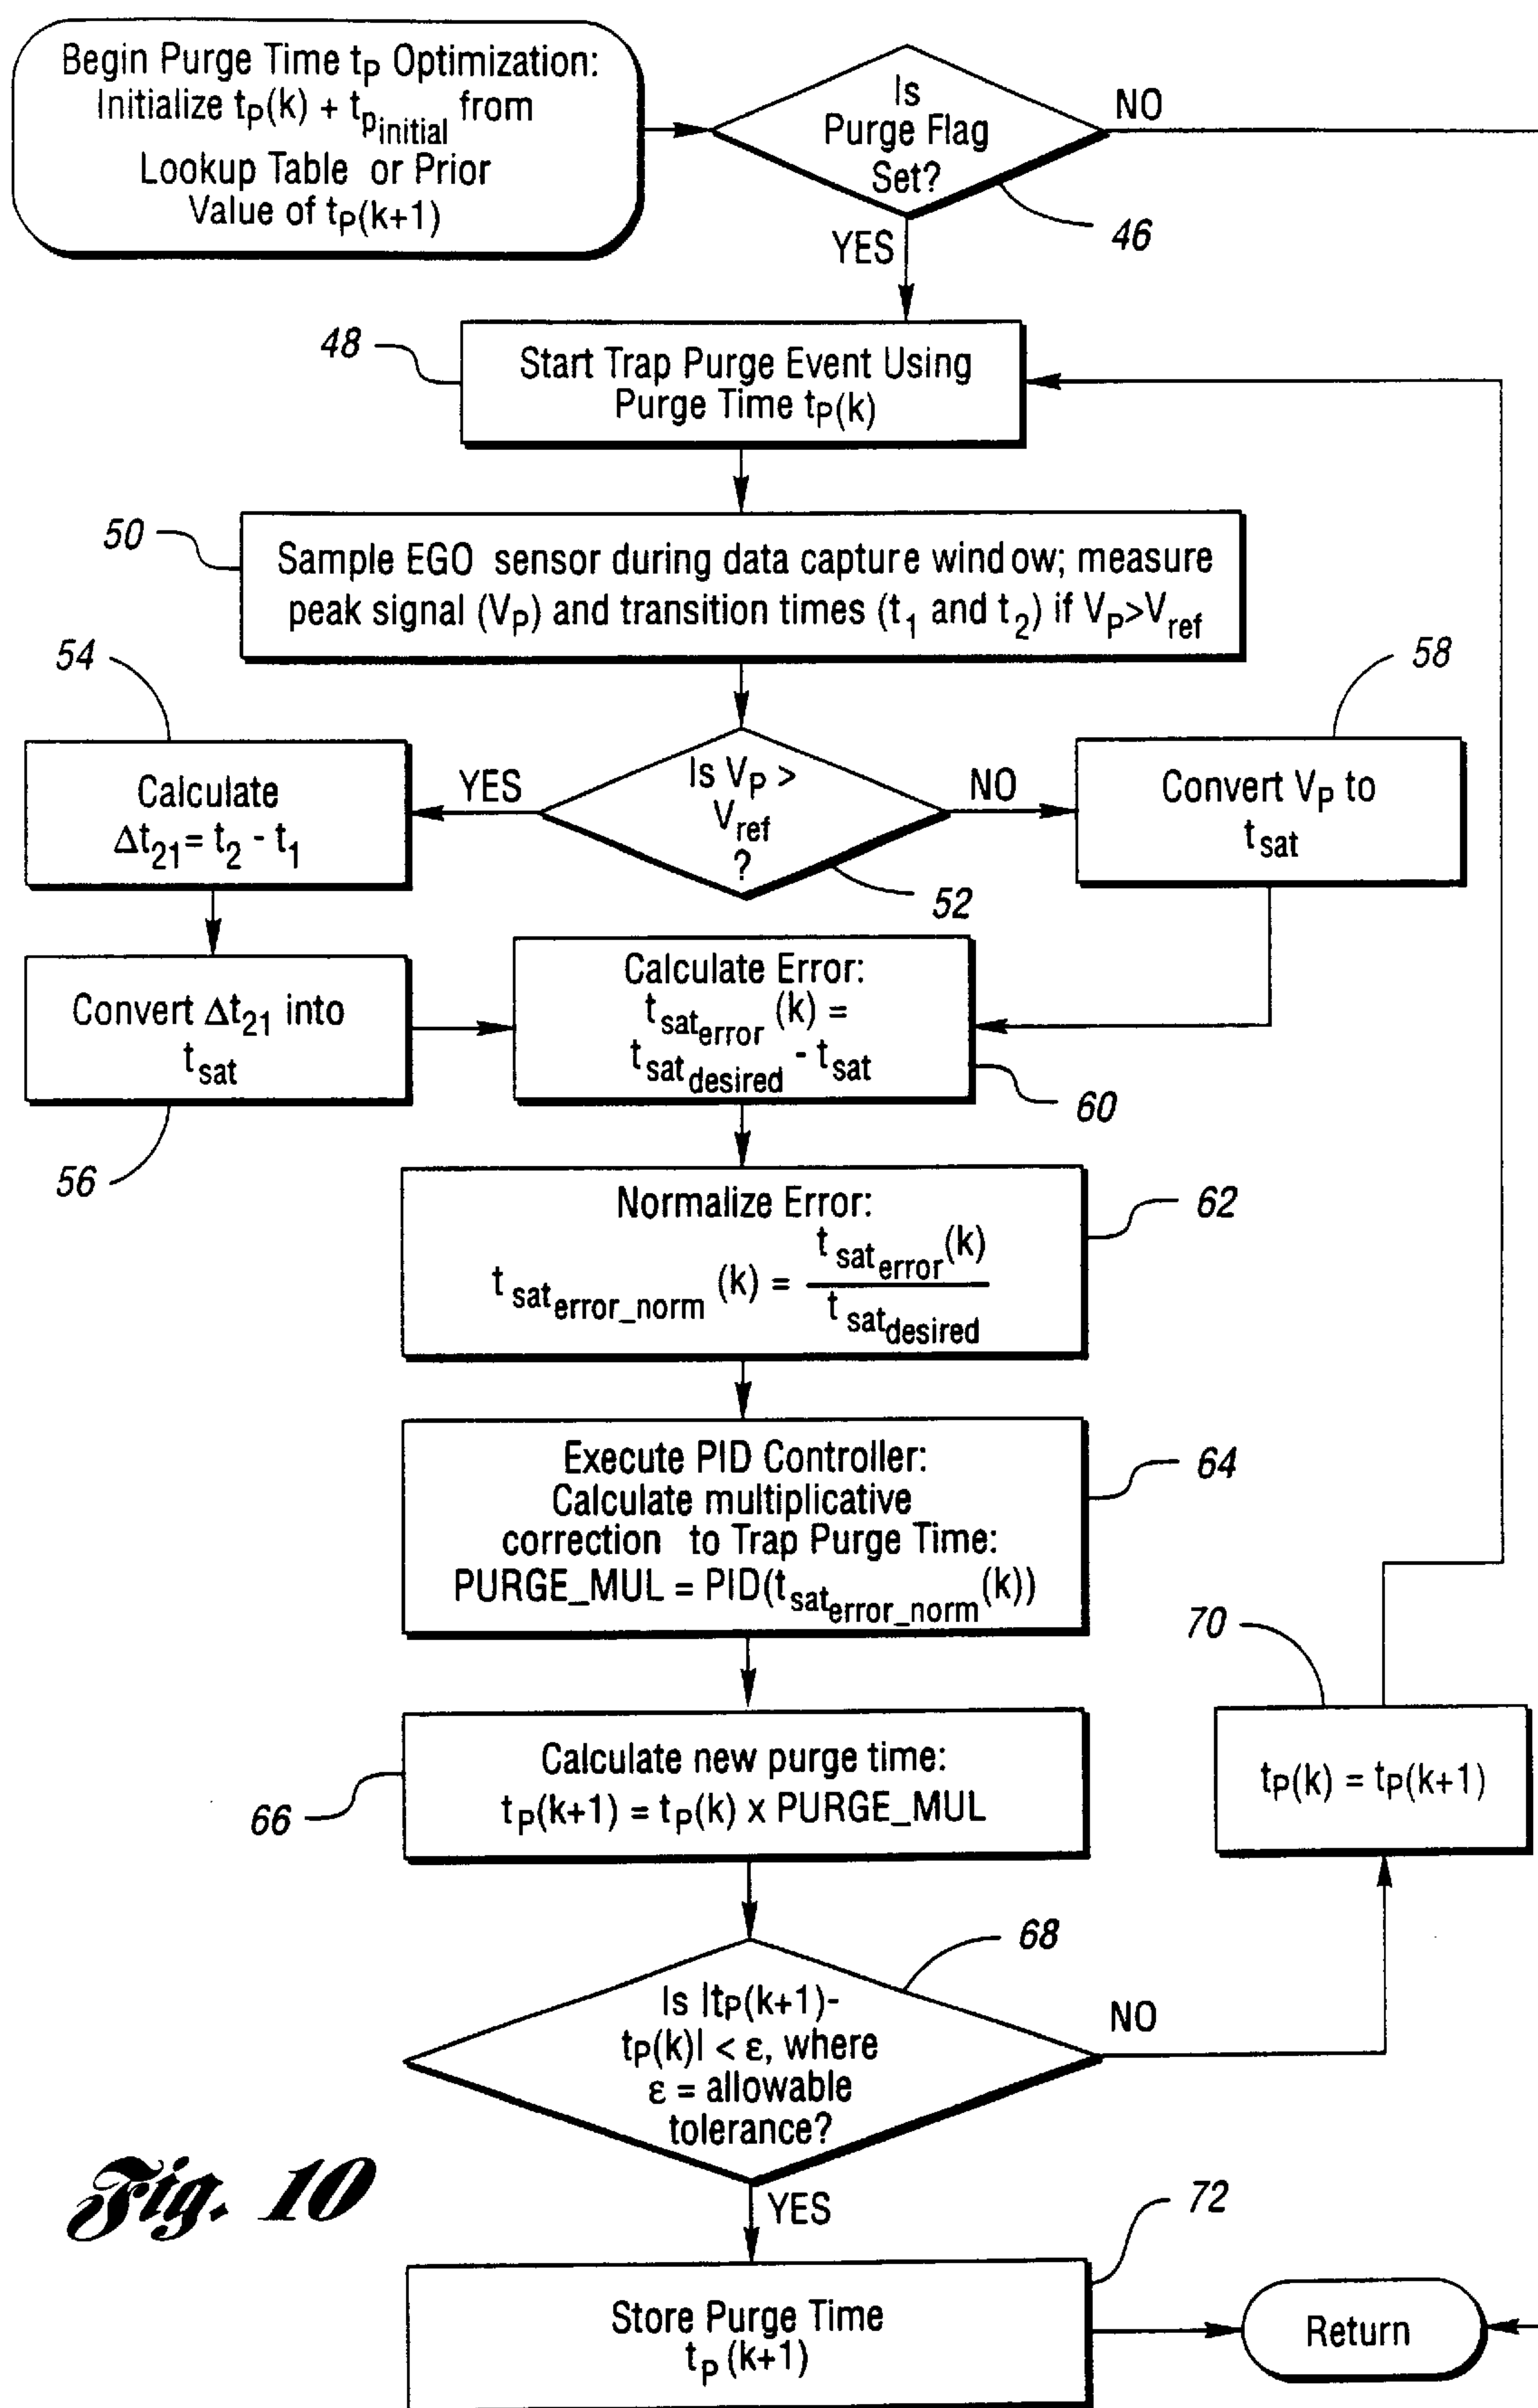 Begin Purge Time tP Optimization:
Initialize tP(k) + tpinitial from
Lookup Table or Prior
Value of tP(k+1)
Is
Purge Flag
Set?
NO
46
YES
48
Start Trap Purge Event Using
Purge Time tP(k)
50
Sample EGO sensor during data capture window; measure
peak signal (VP) and transition times (t1 and t2) if VP>Vref
54
58
Calculate
Δt21 = t2 - t1
YES
Is VP >
Vref
?
NO
52
Convert VP to
tsat
Convert Δt21 into
tsat
56
Calculate Error:
tsaterror (k) =
tsatdesired - tsat
60
Normalize Error:
tsaterror_norm (k) = tsaterror(k)
tsatdesired
62
Execute PID Controller:
Calculate multiplicative
correction to Trap Purge Time:
PURGE_MUL = PID(tsaterror_norm(k))
64
70
Calculate new purge time:
tP(k+1) = tP(k) x PURGE_MUL
66
tP(k) = tP(k+1)
68
Is |tP(k+1)-
tP(k)| < ε, where
ε = allowable
tolerance?
NO
YES
Fig. 10
72
Store Purge Time
tp (k+1)
Return